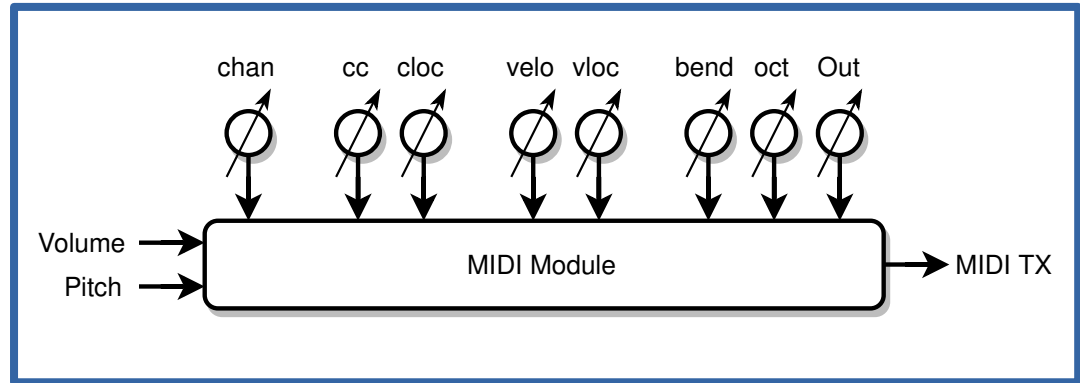 chan cc cloc velo vloc bend oct Out
Volume
Pitch
MIDI Module
MIDI TX